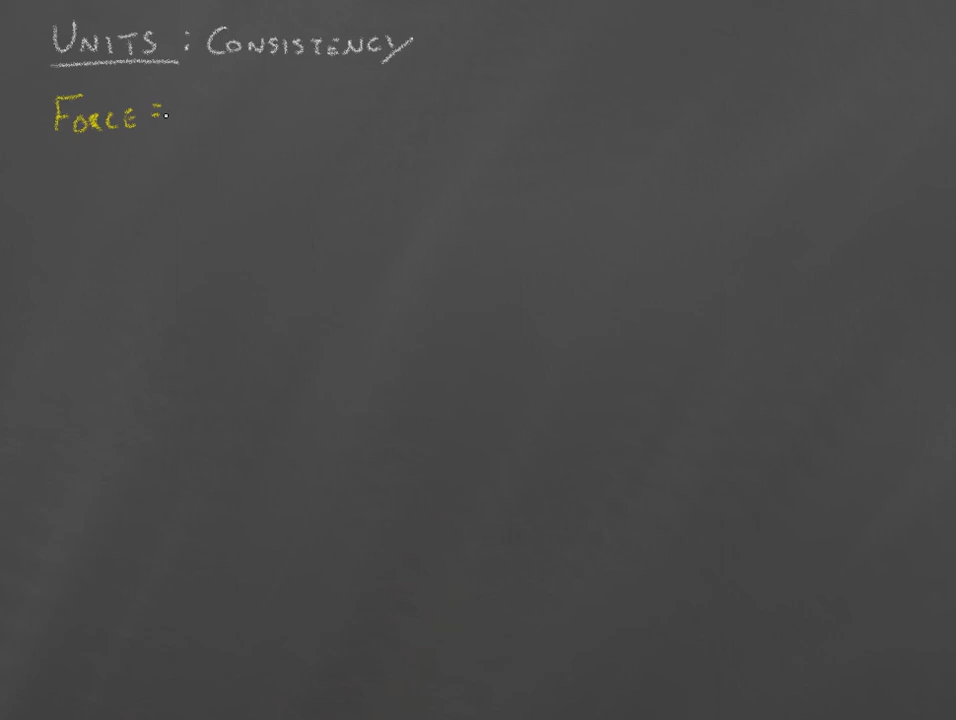 UNITS : CONSISTENCY
FORCE =